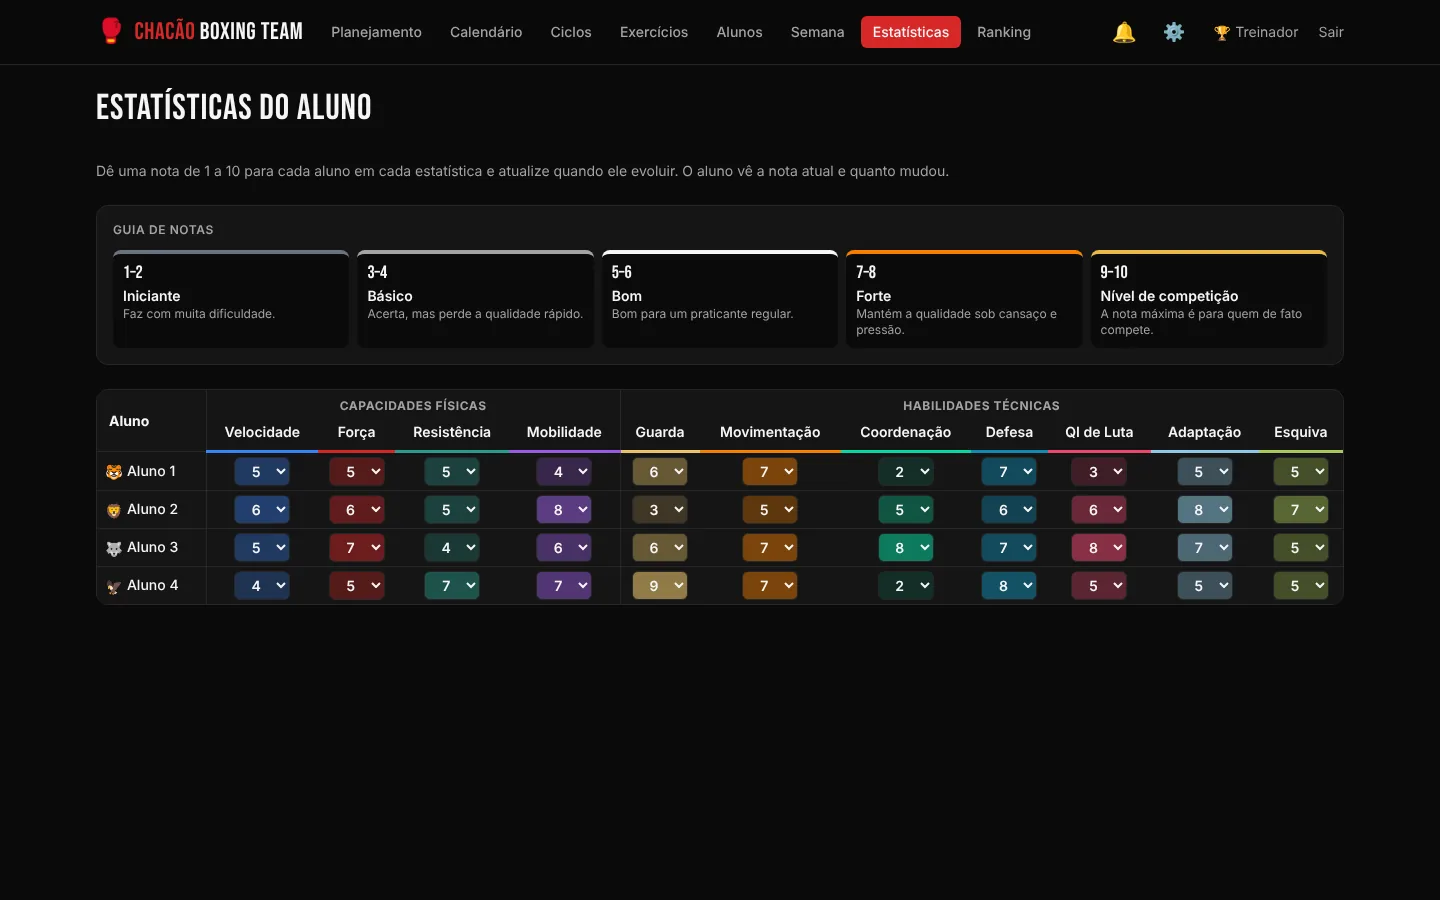 CHACÃO BOXING TEAM Planejamento Calendário Ciclos Exercícios Alunos Semana Estatísticas Ranking Treinador Sair
ESTATÍSTICAS DO ALUNO
Dê uma nota de 1 a 10 para cada aluno em cada estatística e atualize quando ele evoluir. O aluno vê a nota atual e quanto mudou.
GUIA DE NOTAS
1–2
Iniciante
Faz com muita dificuldade.
3–4
Básico
Acerta, mas perde a qualidade rápido.
5–6
Bom
Bom para um praticante regular.
7–8
Forte
Mantém a qualidade sob cansaço e
pressão.
9–10
Nível de competição
A nota máxima é para quem de fato
compete.
CAPACIDADES FÍSICAS HABILIDADES TÉCNICAS
Aluno Velocidade Força Resistência Mobilidade Guarda Movimentação Coordenação Defesa QI de Luta Adaptação Esquiva
Aluno 1 5 5 5 4 6 7 2 7 3 5 5
Aluno 2 6 6 5 8 3 5 5 6 6 8 7
Aluno 3 5 7 4 6 6 7 8 7 8 7 5
Aluno 4 4 5 7 7 9 7 2 8 5 5 5